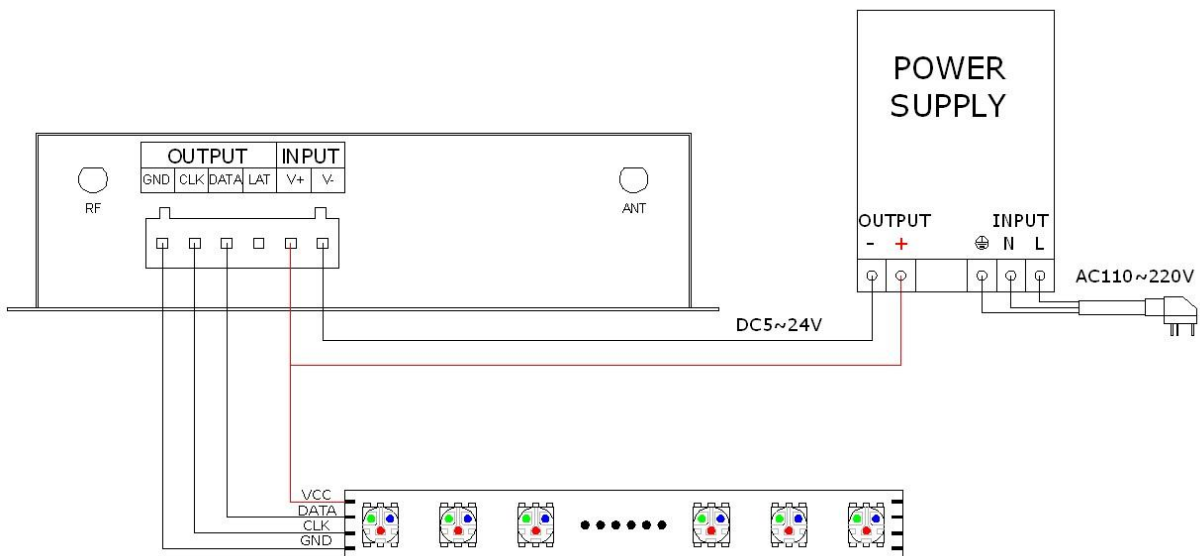 POWER
SUPPLY
OUTPUT INPUT
GND CLK DATA LAT V+ V-
RF
ANT
OUTPUT INPUT
- + N L
AC110~220V
DC5~24V
VCC
DATA
CLK
GND